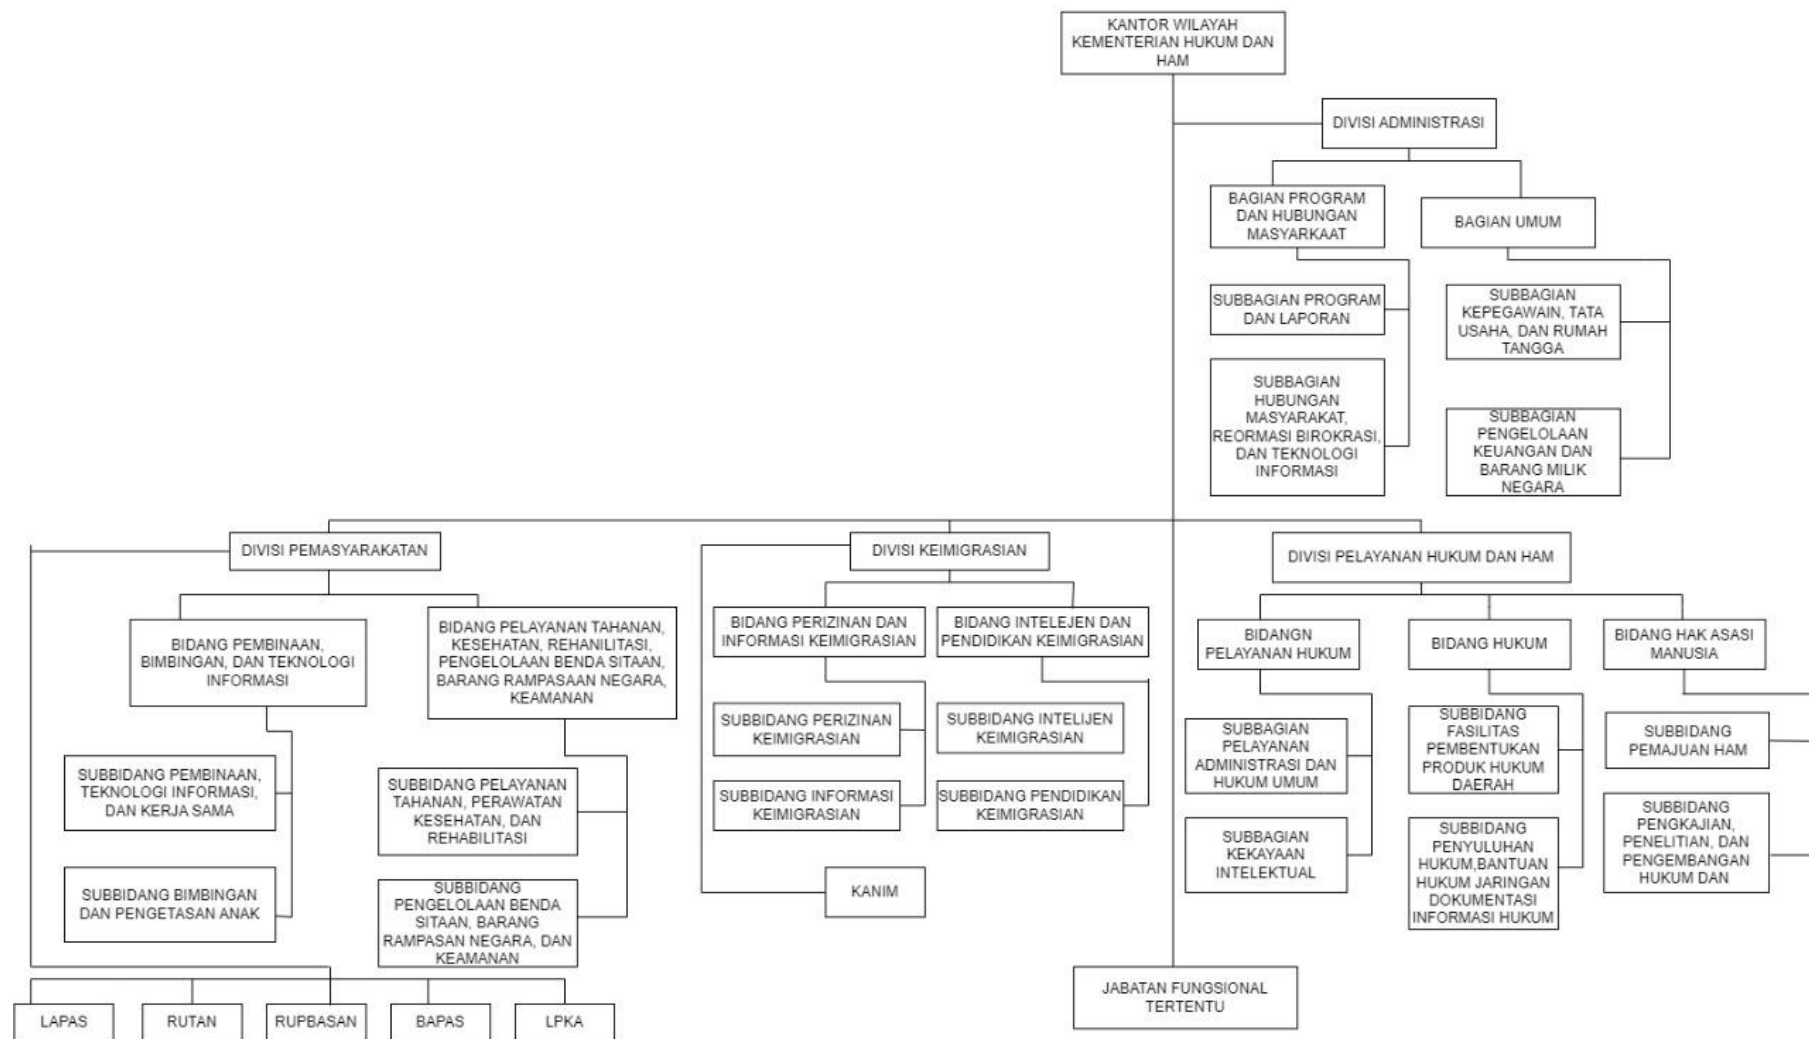 KANTOR WILAYAH
KEMENTERIAN HUKUM DAN
HAM
DIVISI ADMINISTRASI
BAGIAN PROGRAM
DAN HUBUNGAN
MASYARKAAT
BAGIAN UMUM
SUBBAGIAN PROGRAM
DAN LAPORAN
SUBBAGIAN
KEPEGAWAIN, TATA
USAHA, DAN RUMAH
TANGGA
SUBBAGIAN
HUBUNGAN
MASYARAKAT,
REORMASI BIROKRASI,
DAN TEKNOLOGI
INFORMASI
SUBBAGIAN
PENGELOLAAN
KEUANGAN DAN
BARANG MILIK
NEGARA
DIVISI PEMASYARAKATAN
DIVISI KEIMIGRASIAN
DIVISI PELAYANAN HUKUM DAN HAM
BIDANG PEMBINAAN,
BIMBINGAN, DAN TEKNOLOGI
INFORMASI
BIDANG PELAYANAN TAHANAN,
KESEHATAN, REHANILITASI,
PENGELOLAAN BENDA SITAAN,
BARANG RAMPASAAN NEGARA,
KEAMANAN
BIDANG PERIZINAN DAN
INFORMASI KEIMIGRASIAN
BIDANG INTELEJEN DAN
PENDIDIKAN KEIMIGRASIAN
BIDANGN
PELAYANAN HUKUM
BIDANG HUKUM
BIDANG HAK ASASI
MANUSIA
SUBBIDANG PEMBINAAN,
TEKNOLOGI INFORMASI,
DAN KERJA SAMA
SUBBIDANG PELAYANAN
TAHANAN, PERAWATAN
KESEHATAN, DAN
REHABILITASI
SUBBIDANG PERIZINAN
KEIMIGRASIAN
SUBBIDANG INTELIJEN
KEIMIGRASIAN
SUBBAGIAN
PELAYANAN
ADMINISTRASI DAN
HUKUM UMUM
SUBBIDANG
FASILITAS
PEMBENTUKAN
PRODUK HUKUM
DAERAH
SUBBIDANG
PEMAJUAN HAM
SUBBIDANG INFORMASI
KEIMIGRASIAN
SUBBIDANG PENDIDIKAN
KEIMIGRASIAN
SUBBIDANG BIMBINGAN
DAN PENGETASAN ANAK
SUBBIDANG
PENGELOLAAN BENDA
SITAAN, BARANG
RAMPASAN NEGARA, DAN
KEAMANAN
KANIM
SUBBAGIAN
KEKAYAAN
INTELEKTUAL
SUBBIDANG
PENYULUHAN
HUKUM,BANTUAN
HUKUM JARINGAN
DOKUMENTASI
INFORMASI HUKUM
SUBBIDANG
PENGKAJIAN,
PENELITIAN, DAN
PENGEMBANGAN
HUKUM DAN
JABATAN FUNGSIONAL
TERTENTU
LAPAS
RUTAN
RUPBASAN
BAPAS
LPKA